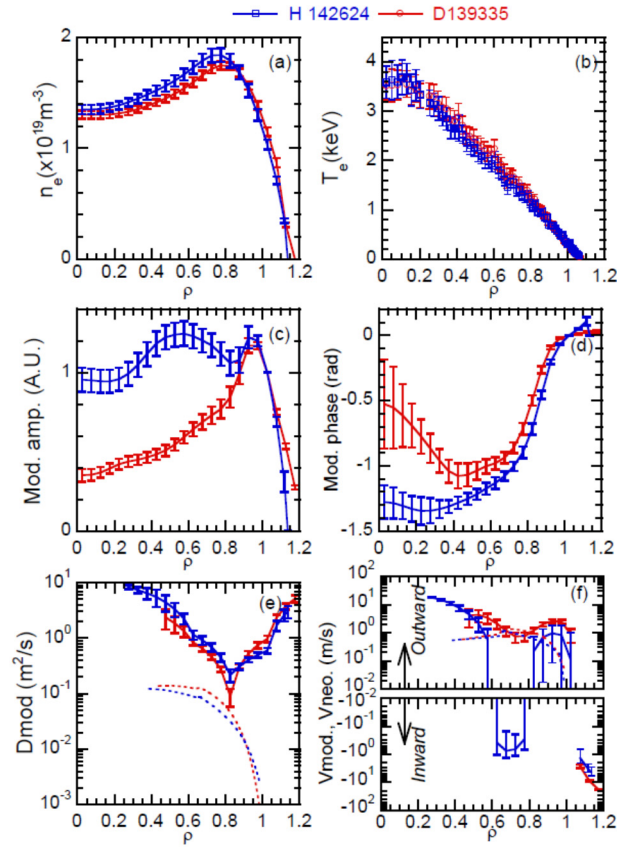 H 142624 D139335
2
1
0
n_e(x10^19m^-3)
(a)
0 0.2 0.4 0.6 0.8 1 1.2
ρ
4
3
2
1
0
T_e(keV)
(b)
0 0.2 0.4 0.6 0.8 1 1.2
ρ
1
0
Mod. amp. (A.U.)
(c)
0 0.2 0.4 0.6 0.8 1 1.2
ρ
0
-0.5
-1
-1.5
Mod. phase (rad)
(d)
0 0.2 0.4 0.6 0.8 1 1.2
ρ
10^1
10^0
10^-1
10^-2
10^-3
Dmod (m^2/s)
(e)
0 0.2 0.4 0.6 0.8 1 1.2
ρ
10^2
10^1
10^0
10^-1
-10^-2
-10^-1
-10^0
-10^1
-10^2
Vmod., Vneo. (m/s)
Outward
Inward
(f)
0 0.2 0.4 0.6 0.8 1 1.2
ρ